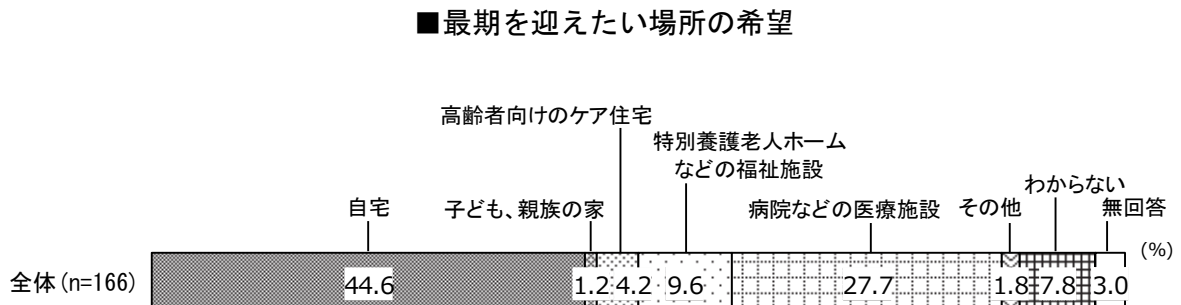 ■最期を迎えたい場所の希望
高齢者向けのケア住宅
特別養護老人ホーム
などの福祉施設
自宅
子ども、親族の家
病院などの医療施設
その他
わからない
無回答
(%)
全体(n=166)
44.6
1.2
4.2
9.6
27.7
1.8
7.8
3.0